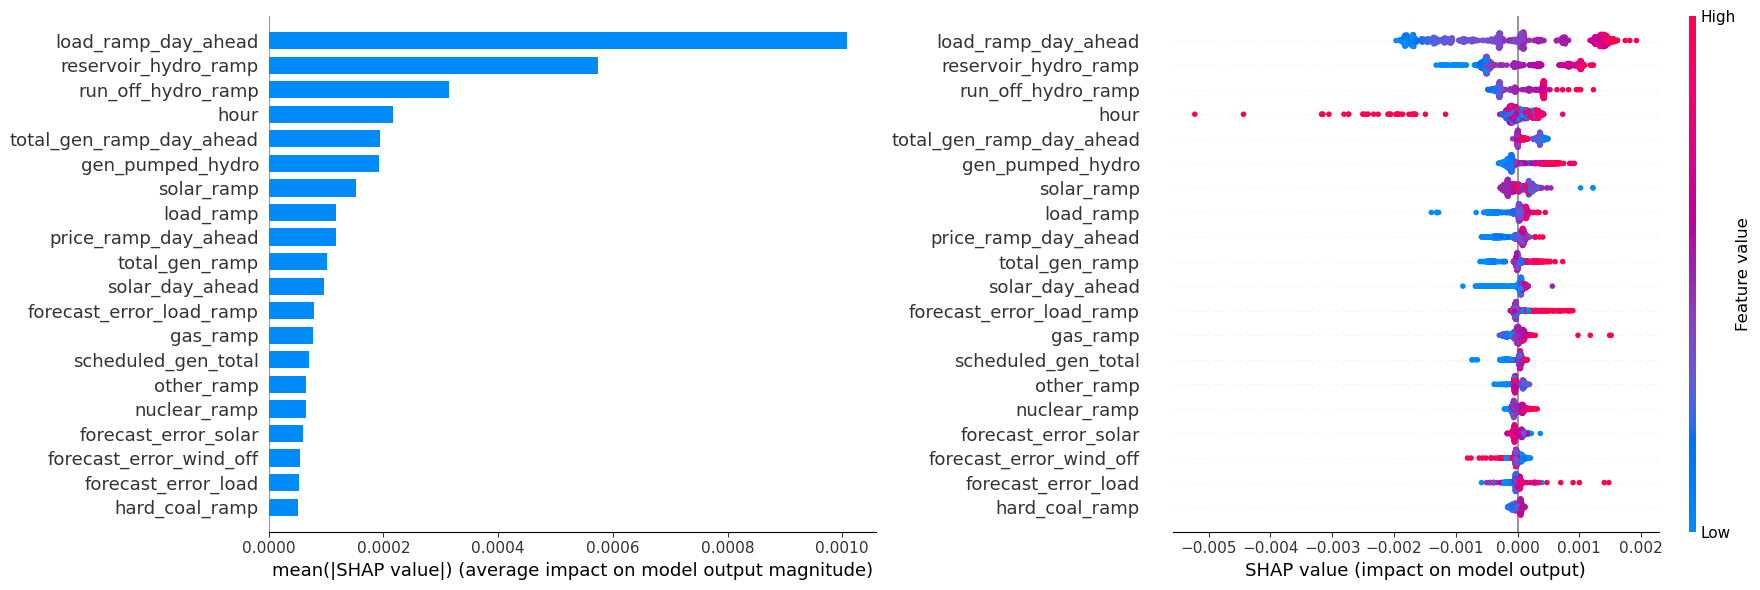 load_ramp_day_ahead
reservoir_hydro_ramp
run_off_hydro_ramp
hour
total_gen_ramp_day_ahead
gen_pumped_hydro
solar_ramp
load_ramp
price_ramp_day_ahead
total_gen_ramp
solar_day_ahead
forecast_error_load_ramp
gas_ramp
scheduled_gen_total
other_ramp
nuclear_ramp
forecast_error_solar
forecast_error_wind_off
forecast_error_load
hard_coal_ramp
0.0000 0.0002 0.0004 0.0006 0.0008 0.0010
mean(|SHAP value|) (average impact on model output magnitude)
load_ramp_day_ahead
reservoir_hydro_ramp
run_off_hydro_ramp
hour
total_gen_ramp_day_ahead
gen_pumped_hydro
solar_ramp
load_ramp
price_ramp_day_ahead
total_gen_ramp
solar_day_ahead
forecast_error_load_ramp
gas_ramp
scheduled_gen_total
other_ramp
nuclear_ramp
forecast_error_solar
forecast_error_wind_off
forecast_error_load
hard_coal_ramp
−0.005 −0.004 −0.003 −0.002 −0.001 0.000 0.001 0.002
SHAP value (impact on model output)
High
Feature value
Low